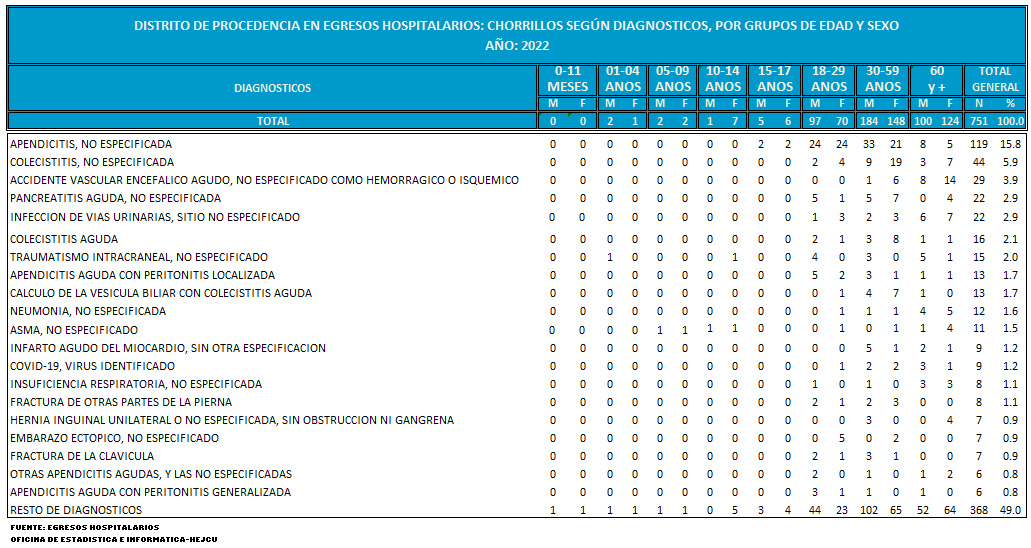 DISTRITO DE PROCEDENCIA EN EGRESOS HOSPITALARIOS: CHORRILLOS SEGÚN DIAGNOSTICOS, POR GRUPOS DE EDAD Y SEXO
AÑO: 2022
DIAGNOSTICOS 0-11 MESES 01-04 ANOS 05-09 ANOS 10-14 ANOS 15-17 ANOS 18-29 ANOS 30-59 ANOS 60 y + TOTAL GENERAL
M F M F M F M F M F M F M F M F N %
TOTAL 0 0 2 1 2 2 1 7 5 6 97 70 184 148 100 124 751 100.0
APENDICITIS, NO ESPECIFICADA 0 0 0 0 0 0 0 0 2 2 24 24 33 21 8 5 119 15.8
COLECISTITIS, NO ESPECIFICADA 0 0 0 0 0 0 0 0 0 0 2 4 9 19 3 7 44 5.9
ACCIDENTE VASCULAR ENCEFALICO AGUDO, NO ESPECIFICADO COMO HEMORRAGICO O ISQUEMICO 0 0 0 0 0 0 0 0 0 0 0 0 1 6 8 14 29 3.9
PANCREATITIS AGUDA, NO ESPECIFICADA 0 0 0 0 0 0 0 0 0 0 5 1 5 7 0 4 22 2.9
INFECCION DE VIAS URINARIAS, SITIO NO ESPECIFICADO 0 0 0 0 0 0 0 0 0 0 1 3 2 3 6 7 22 2.9
COLECISTITIS AGUDA 0 0 0 0 0 0 0 0 0 0 2 1 3 8 1 1 16 2.1
TRAUMATISMO INTRACRANEAL, NO ESPECIFICADO 0 0 1 0 0 0 0 1 0 0 4 0 3 0 5 1 15 2.0
APENDICITIS AGUDA CON PERITONITIS LOCALIZADA 0 0 0 0 0 0 0 0 0 0 5 2 3 1 1 1 13 1.7
CALCULO DE LA VESICULA BILIAR CON COLECISTITIS AGUDA 0 0 0 0 0 0 0 0 0 0 0 1 4 7 1 0 13 1.7
NEUMONIA, NO ESPECIFICADA 0 0 0 0 0 0 0 0 0 0 0 1 1 1 4 5 12 1.6
ASMA, NO ESPECIFICADO 0 0 0 0 1 1 1 1 0 0 0 1 0 1 1 4 11 1.5
INFARTO AGUDO DEL MIOCARDIO, SIN OTRA ESPECIFICACION 0 0 0 0 0 0 0 0 0 0 0 0 5 1 2 1 9 1.2
COVID-19, VIRUS IDENTIFICADO 0 0 0 0 0 0 0 0 0 0 0 1 2 2 3 1 9 1.2
INSUFICIENCIA RESPIRATORIA, NO ESPECIFICADA 0 0 0 0 0 0 0 0 0 0 1 0 1 0 3 3 8 1.1
FRACTURA DE OTRAS PARTES DE LA PIERNA 0 0 0 0 0 0 0 0 0 0 2 1 2 3 0 0 8 1.1
HERNIA INGUINAL UNILATERAL O NO ESPECIFICADA, SIN OBSTRUCCION NI GANGRENA 0 0 0 0 0 0 0 0 0 0 0 0 3 0 0 4 7 0.9
EMBARAZO ECTOPICO, NO ESPECIFICADO 0 0 0 0 0 0 0 0 0 0 0 5 0 2 0 0 7 0.9
FRACTURA DE LA CLAVICULA 0 0 0 0 0 0 0 0 0 0 2 1 3 1 0 0 7 0.9
OTRAS APENDICITIS AGUDAS, Y LAS NO ESPECIFICADAS 0 0 0 0 0 0 0 0 0 0 2 0 1 0 1 2 6 0.8
APENDICITIS AGUDA CON PERITONITIS GENERALIZADA 0 0 0 0 0 0 0 0 0 0 3 1 1 0 1 0 6 0.8
RESTO DE DIAGNOSTICOS 1 1 1 1 1 1 0 5 3 4 44 23 102 65 52 64 368 49.0
FUENTE: EGRESOS HOSPITALARIOS
OFICINA DE ESTADISTICA E INFORMATICA-HEJCU